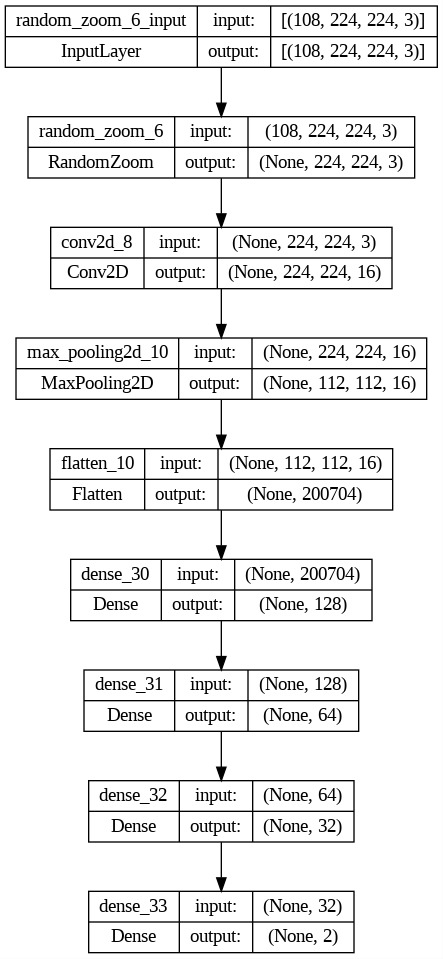 random_zoom_6_input input: [(108, 224, 224, 3)]
InputLayer output: [(108, 224, 224, 3)]
random_zoom_6 input: (108, 224, 224, 3)
RandomZoom output: (None, 224, 224, 3)
conv2d_8 input: (None, 224, 224, 3)
Conv2D output: (None, 224, 224, 16)
max_pooling2d_10 input: (None, 224, 224, 16)
MaxPooling2D output: (None, 112, 112, 16)
flatten_10 input: (None, 112, 112, 16)
Flatten output: (None, 200704)
dense_30 input: (None, 200704)
Dense output: (None, 128)
dense_31 input: (None, 128)
Dense output: (None, 64)
dense_32 input: (None, 64)
Dense output: (None, 32)
dense_33 input: (None, 32)
Dense output: (None, 2)